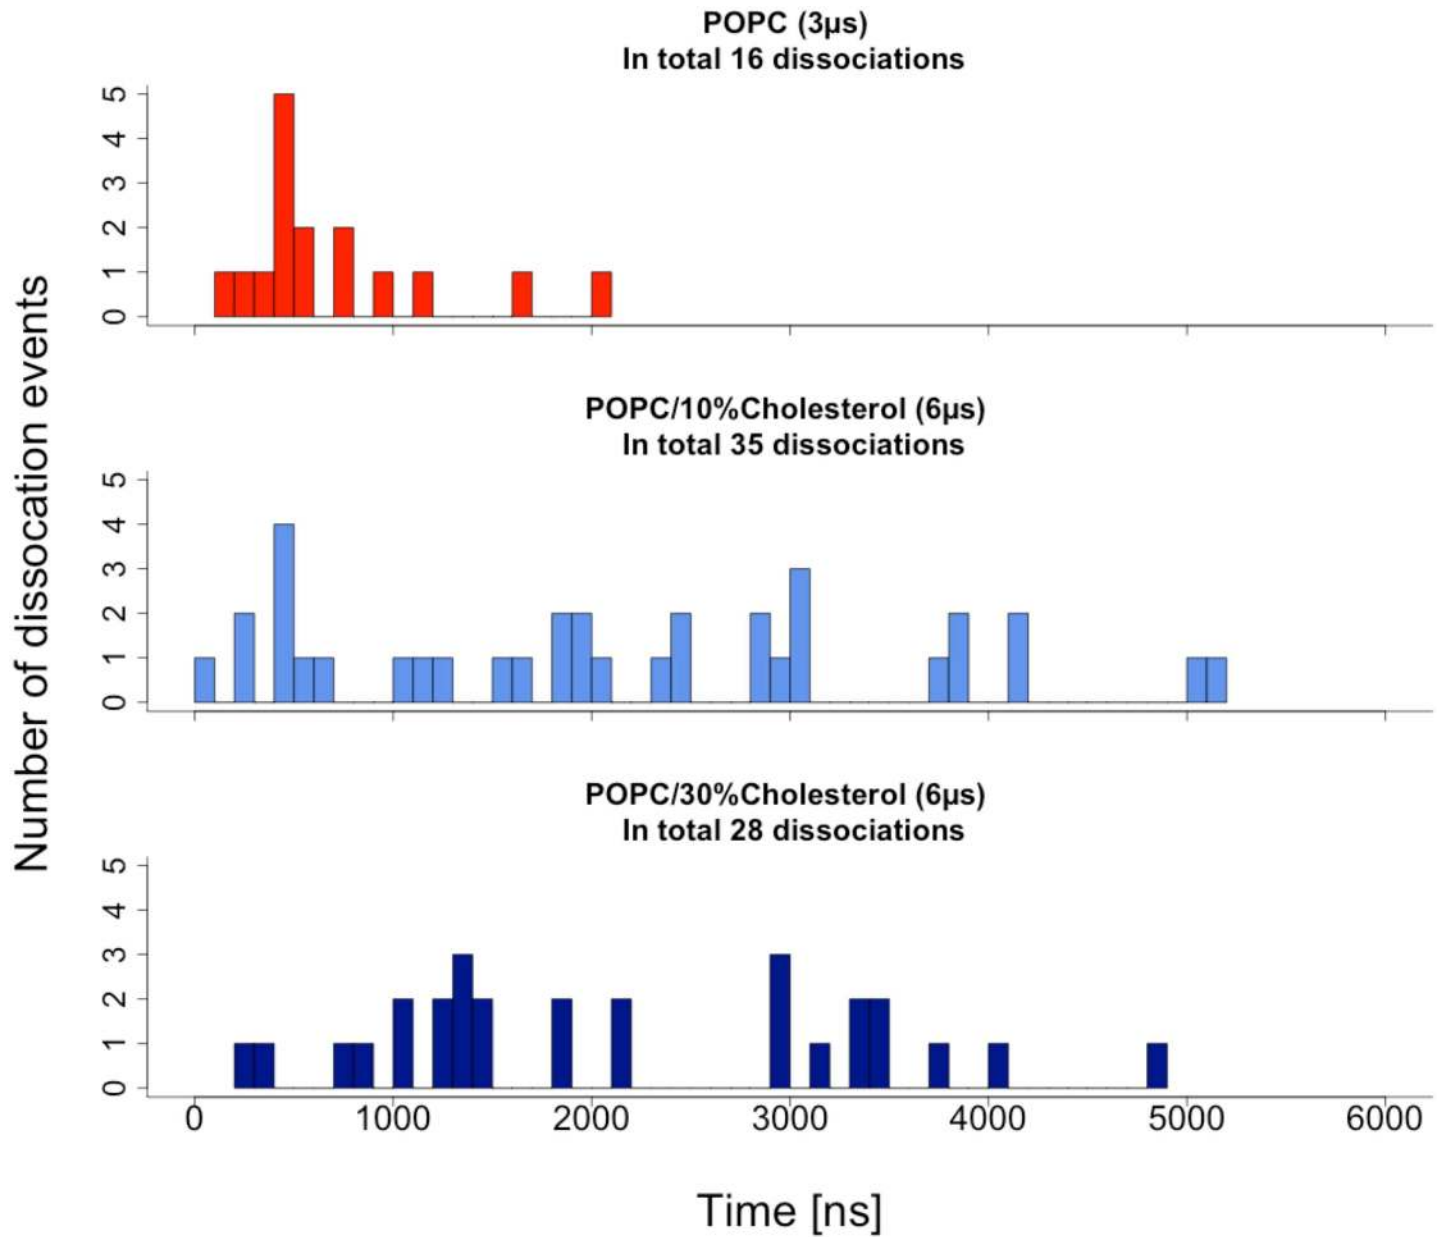 POPC (3µs)
In total 16 dissociations
5
4
3
2
1
0
POPC/10%Cholesterol (6µs)
In total 35 dissociations
5
4
3
2
1
0
POPC/30%Cholesterol (6µs)
In total 28 dissociations
5
4
3
2
1
0
0 1000 2000 3000 4000 5000 6000
Time [ns]
Number of dissocation events